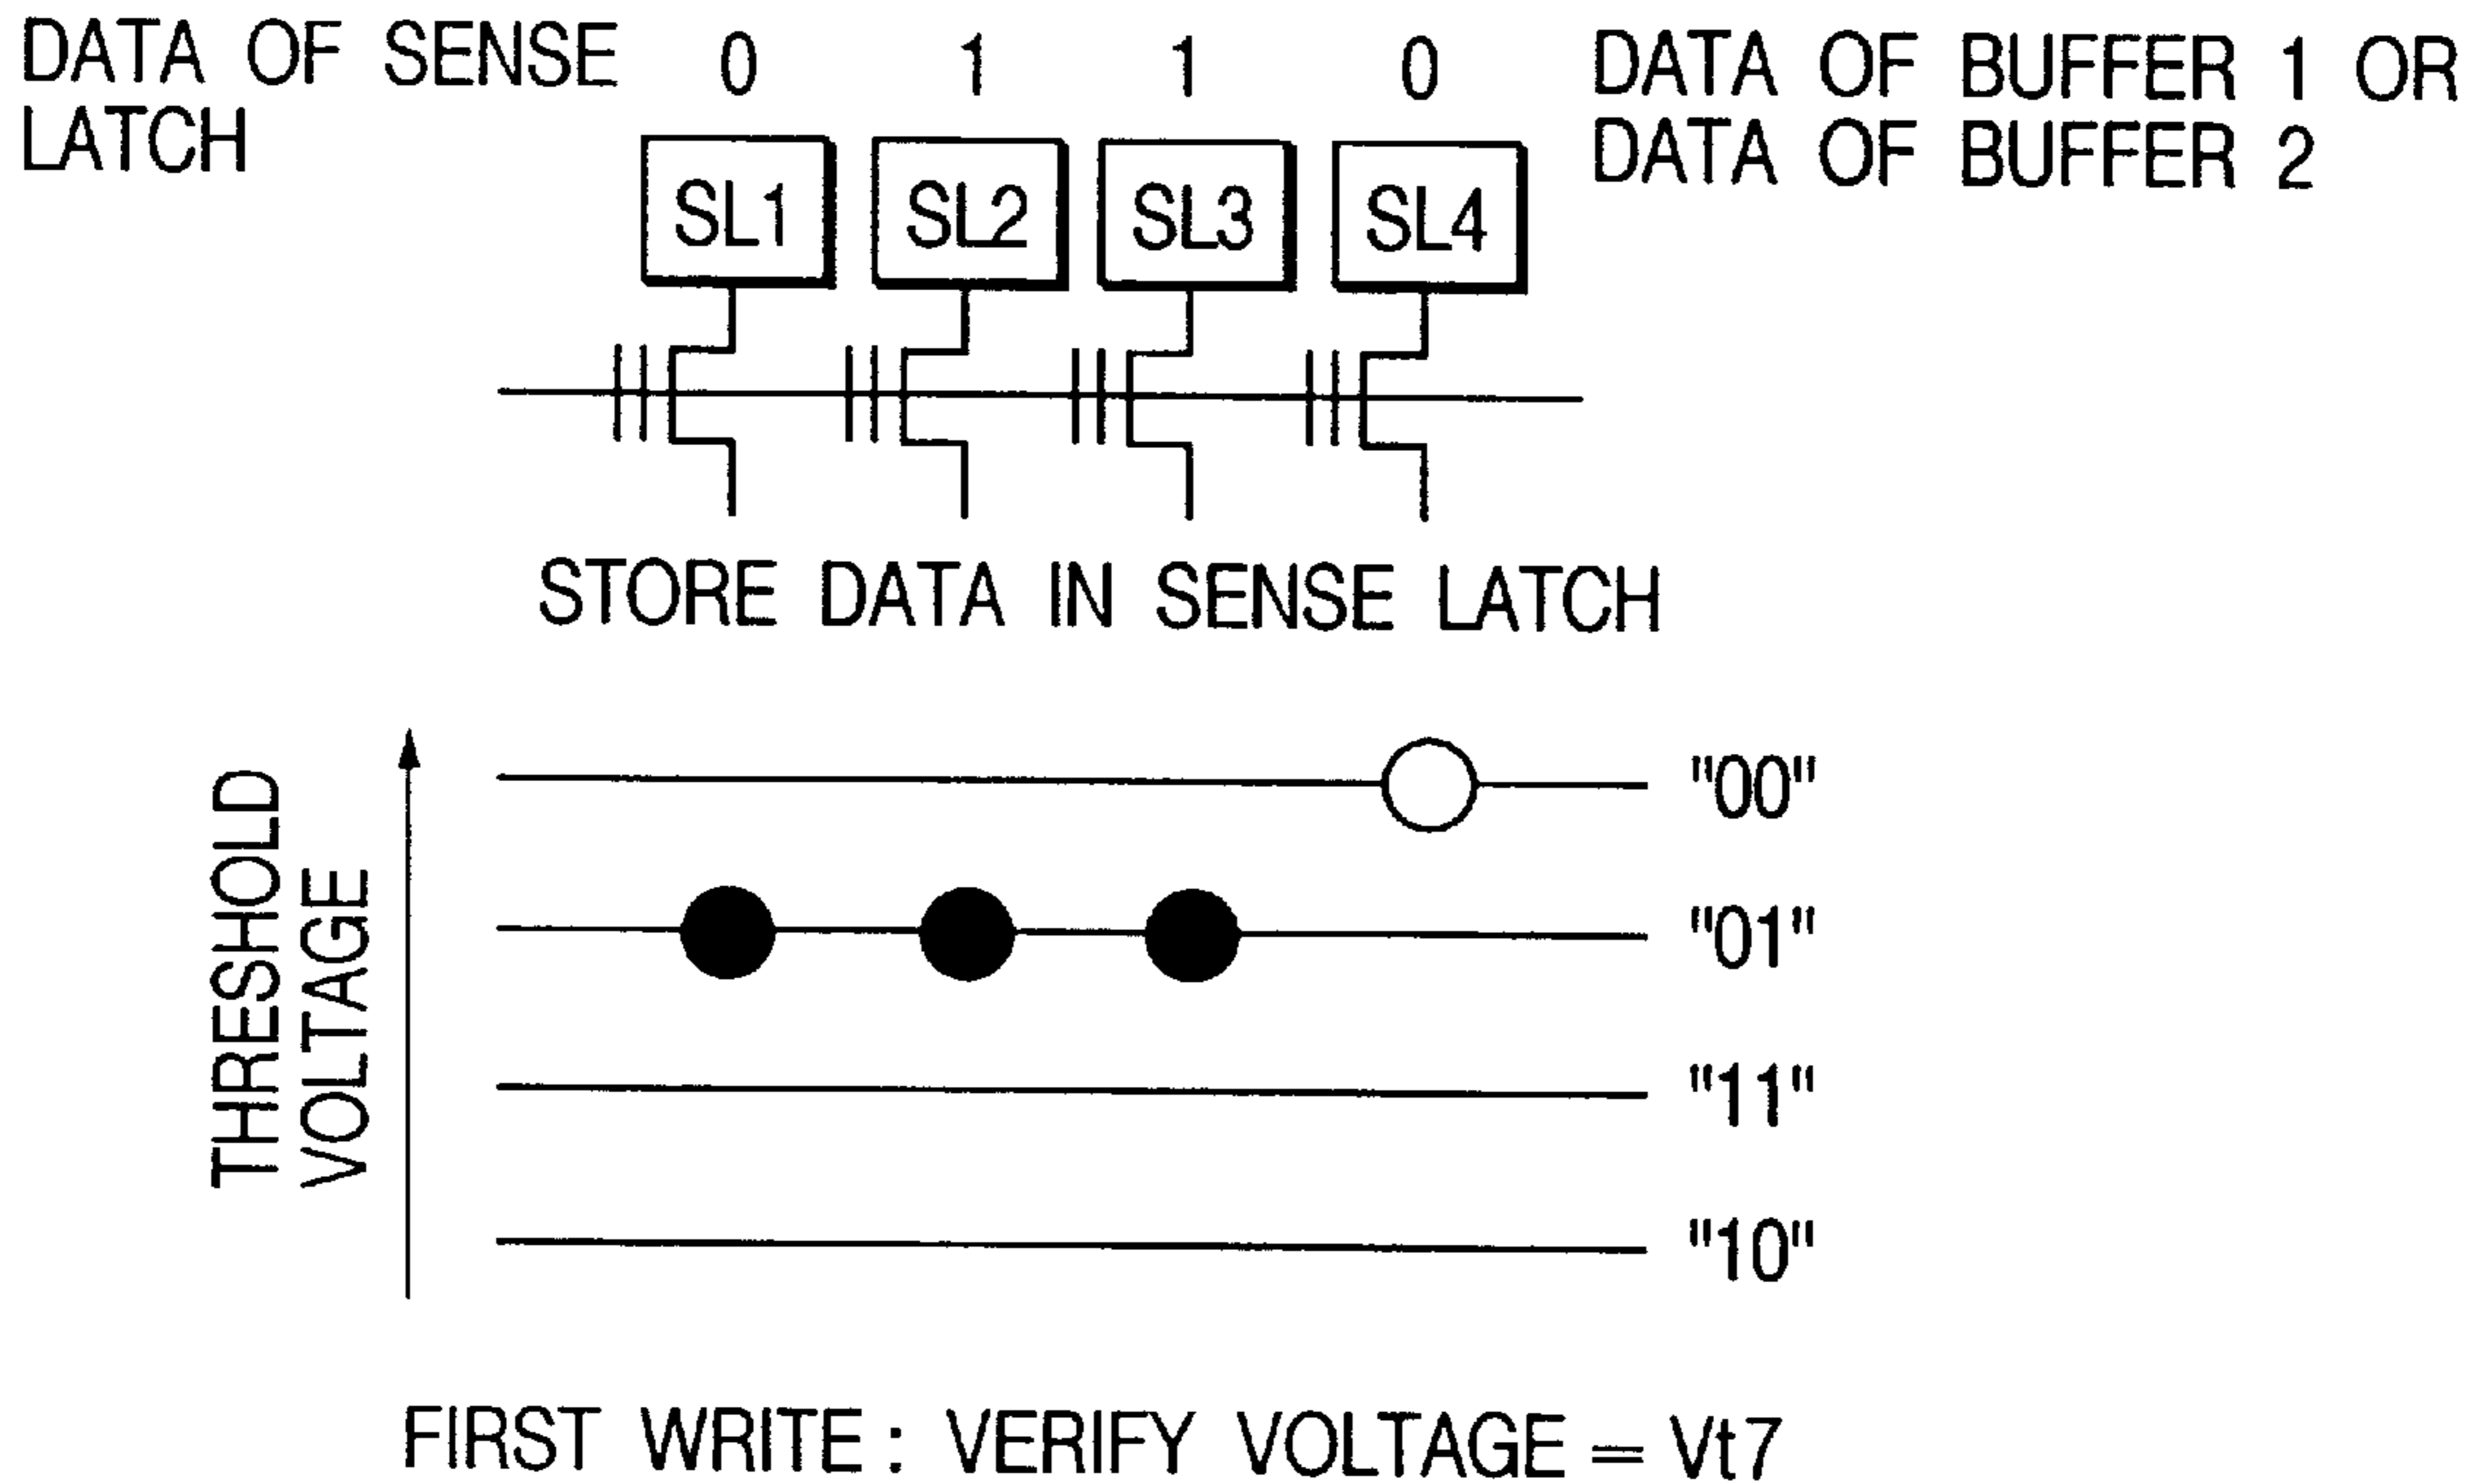 DATA OF SENSE 0 1 1 0 DATA OF BUFFER 1 OR
LATCH DATA OF BUFFER 2
SL1 SL2 SL3 SL4
STORE DATA IN SENSE LATCH
THRESHOLD
VOLTAGE
"00"
"01"
"11"
"10"
FIRST WRITE : VERIFY VOLTAGE = Vt7